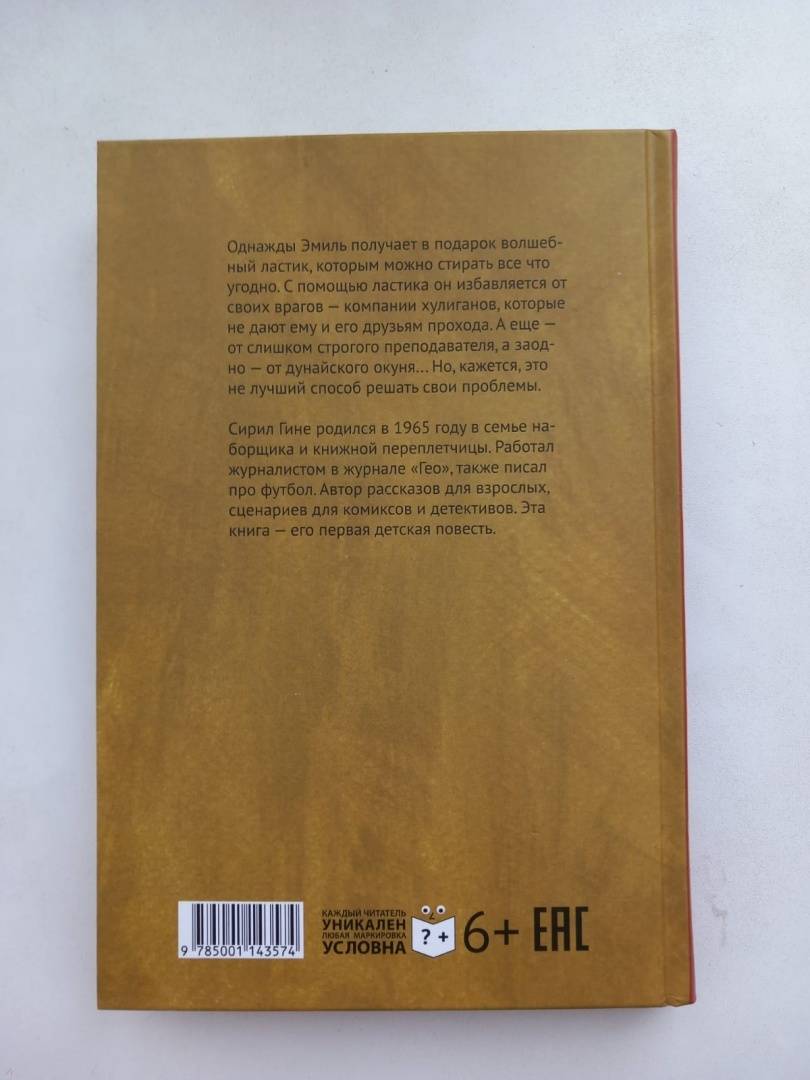 Однажды Эмиль получает в подарок волшеб-
ный ластик, которым можно стирать все что
угодно. С помощью ластика он избавляется от
своих врагов — компании хулиганов, которые
не дают ему и его друзьям прохода. А еще —
от слишком строгого преподавателя, а заод-
но — от дунайского окуня... Но, кажется, это
не лучший способ решать свои проблемы.
Сирил Гине родился в 1965 году в семье на-
борщика и книжной переплетчицы. Работал
журналистом в журнале «Гео», также писал
про футбол. Автор рассказов для взрослых,
сценариев для комиксов и детективов. Эта
книга — его первая детская повесть.
9 785001 143574
КАЖДЫЙ ЧИТАТЕЛЬ
УНИКАЛЕН
ЛЮБАЯ МАРКИРОВКА
УСЛОВНА
? +
6+ EAC